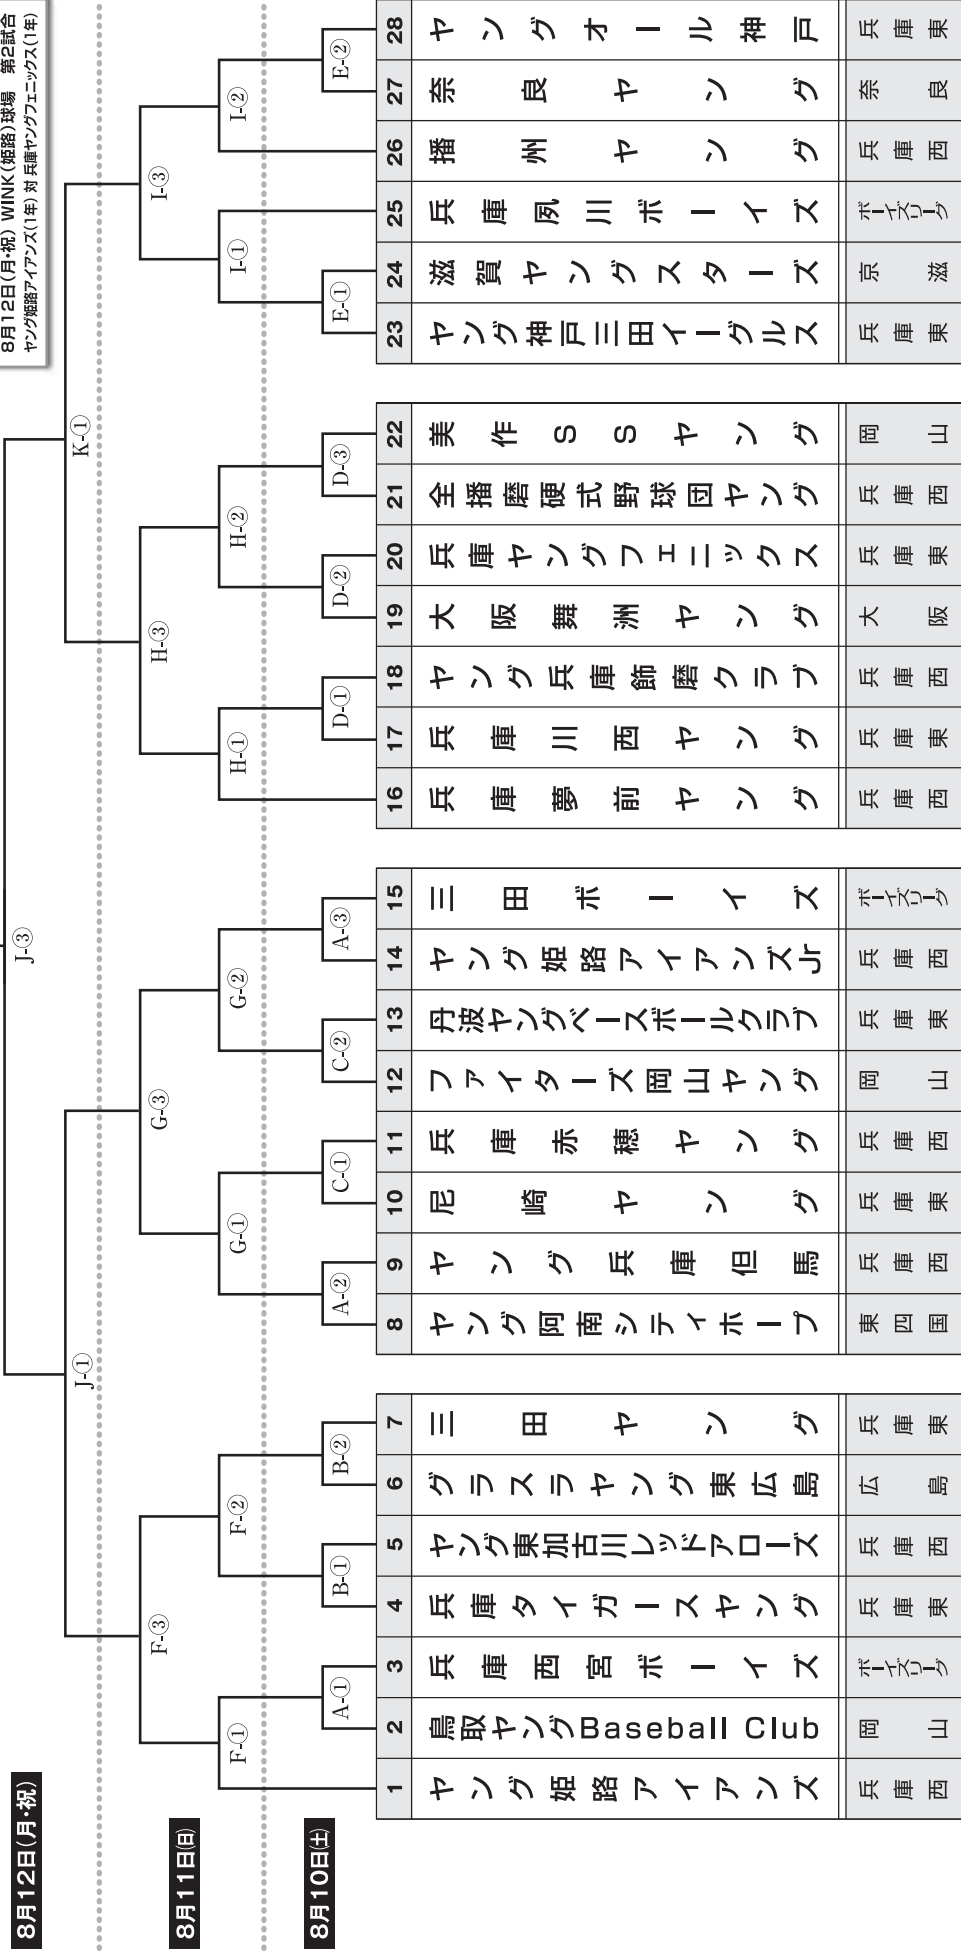 8月12日(月・祝) WINK(姫路)球場 第2試合
ヤング姫路アイアンズ(1年) 対 兵庫ヤングフェニックス(1年)
8月12日(月・祝)
8月11日(日)
8月10日(土)
J-③
J-①
K-①
F-③
G-③
H-③
I-③
F-①
F-②
G-①
G-②
H-①
H-②
I-①
I-②
A-①
B-①
B-②
A-②
C-①
C-②
A-③
D-①
D-②
D-③
E-①
E-②
1 ヤング姫路アイアンズ 兵庫西
2 鳥取ヤングBaseball Club 岡山
3 兵庫西宮ボーイズ ボーイズリーグ
4 兵庫タイガースヤング 兵庫東
5 ヤング東加古川レッドアローズ 兵庫西
6 グラスラヤング東広島 広島
7 三田ヤング 兵庫東
8 ヤング阿南シティホープ 東四国
9 ヤング兵庫但馬 兵庫西
10 尼崎ヤング 兵庫東
11 兵庫赤穂ヤング 兵庫西
12 ファイターズ岡山ヤング 岡山
13 丹波ヤングベースボールクラブ 兵庫東
14 ヤング姫路アイアンズJr 兵庫西
15 三田ボーイズ ボーイズリーグ
16 兵庫夢前ヤング 兵庫西
17 兵庫川西ヤング 兵庫東
18 ヤング兵庫飾磨クラブ 兵庫西
19 大阪舞洲ヤング 大阪
20 兵庫ヤングフェニックス 兵庫東
21 全播磨硬式野球団ヤング 兵庫西
22 美作SSヤング 岡山
23 ヤング神戸三田イーグルス 兵庫東
24 滋賀ヤングスターズ 京滋
25 兵庫夙川ボーイズ ボーイズリーグ
26 播州ヤング 兵庫西
27 奈良ヤング 奈良
28 ヤングオール神戸 兵庫東